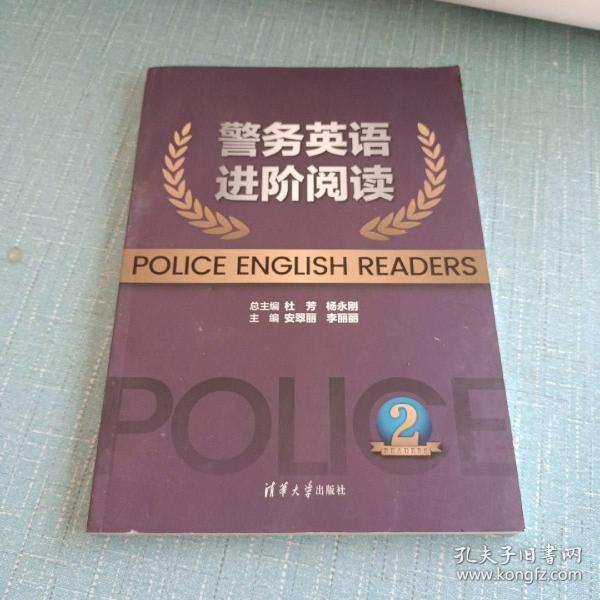 警务英语
进阶阅读
POLICE ENGLISH READERS
总主编 杜 芳 杨永刚
主 编 安翠丽 李丽丽
POLICE
2
READERS
清华大学出版社
孔夫子旧书网
www.kongfz.com